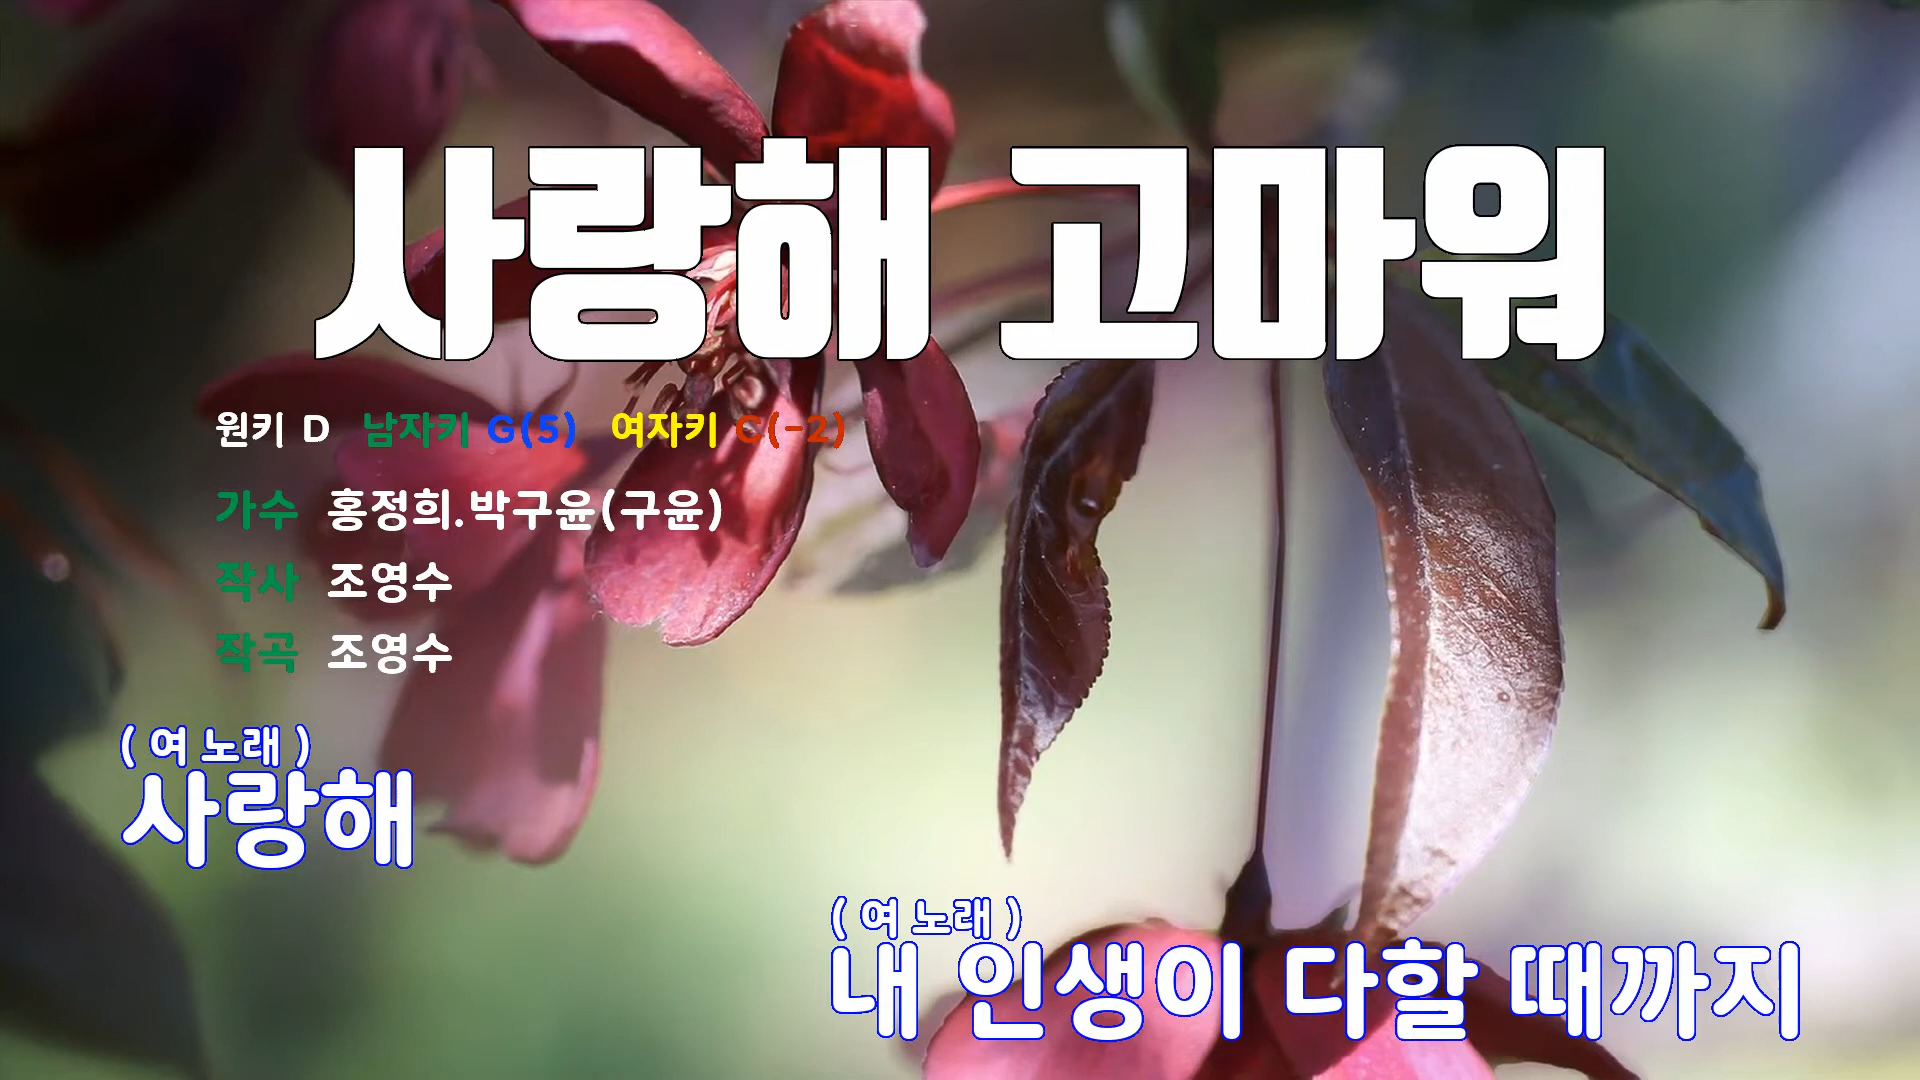 사랑해 고마워
원키 D 남자키 G(5) 여자키 C(-2)
가수 홍정희.박구윤(구윤)
작사 조영수
작곡 조영수
( 여 노래 )
사랑해
( 여 노래 )
내 인생이 다할 때까지